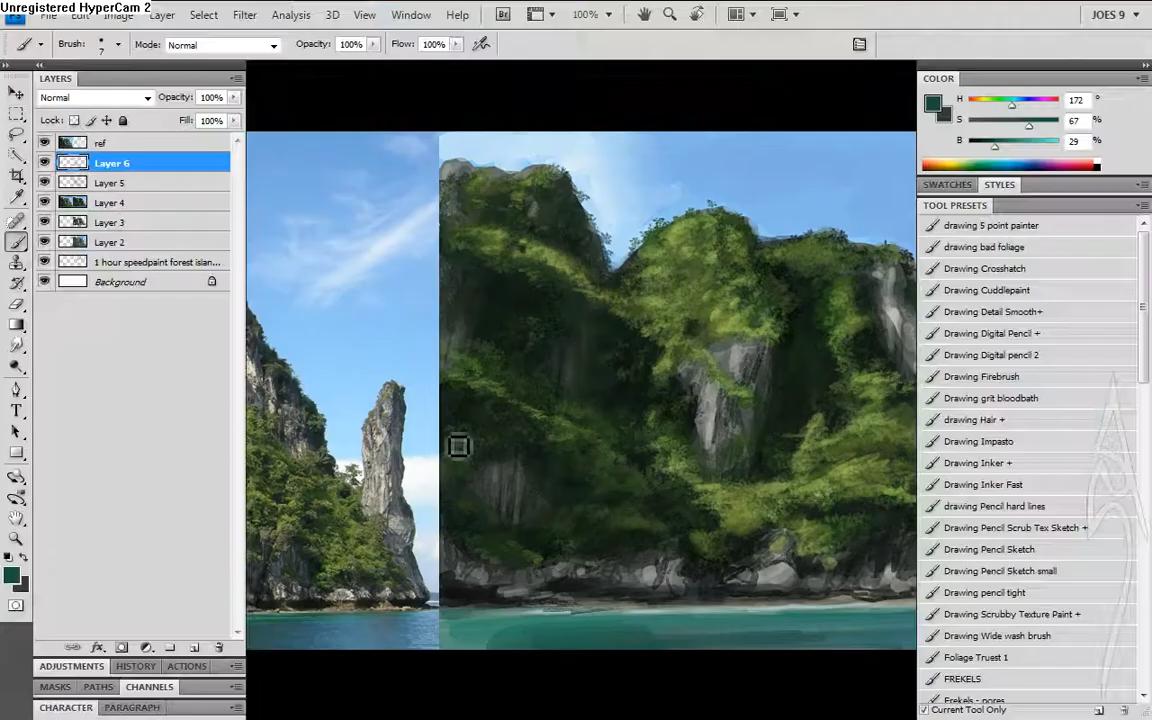 Unregistered HyperCam 2
File Edit Image Layer Select Filter Analysis 3D View Window Help Br 100% JOES 9
Brush: 7 Mode: Normal Opacity: 100% Flow: 100%
LAYERS
Normal Opacity: 100%
Lock: Fill: 100%
ref
Layer 6
Layer 5
Layer 4
Layer 3
Layer 2
1 hour speedpaint forest islan...
Background
fx
ADJUSTMENTS HISTORY ACTIONS
MASKS PATHS CHANNELS
CHARACTER PARAGRAPH
COLOR
H 172 °
S 67 %
B 29 %
SWATCHES STYLES
TOOL PRESETS
drawing 5 point painter
drawing bad foliage
Drawing Crosshatch
Drawing Cuddlepaint
Drawing Detail Smooth+
Drawing Digital Pencil +
Drawing Digital pencil 2
Drawing Firebrush
Drawing grit bloodbath
drawing Hair +
Drawing Impasto
Drawing Inker +
Drawing Inker Fast
drawing Pencil hard lines
Drawing Pencil Scrub Tex Sketch +
Drawing Pencil Sketch
Drawing Pencil Sketch small
Drawing pencil tight
Drawing Scrubby Texture Paint +
Drawing Wide wash brush
Foliage Truest 1
FREKELS
Frekels - pores
Current Tool Only